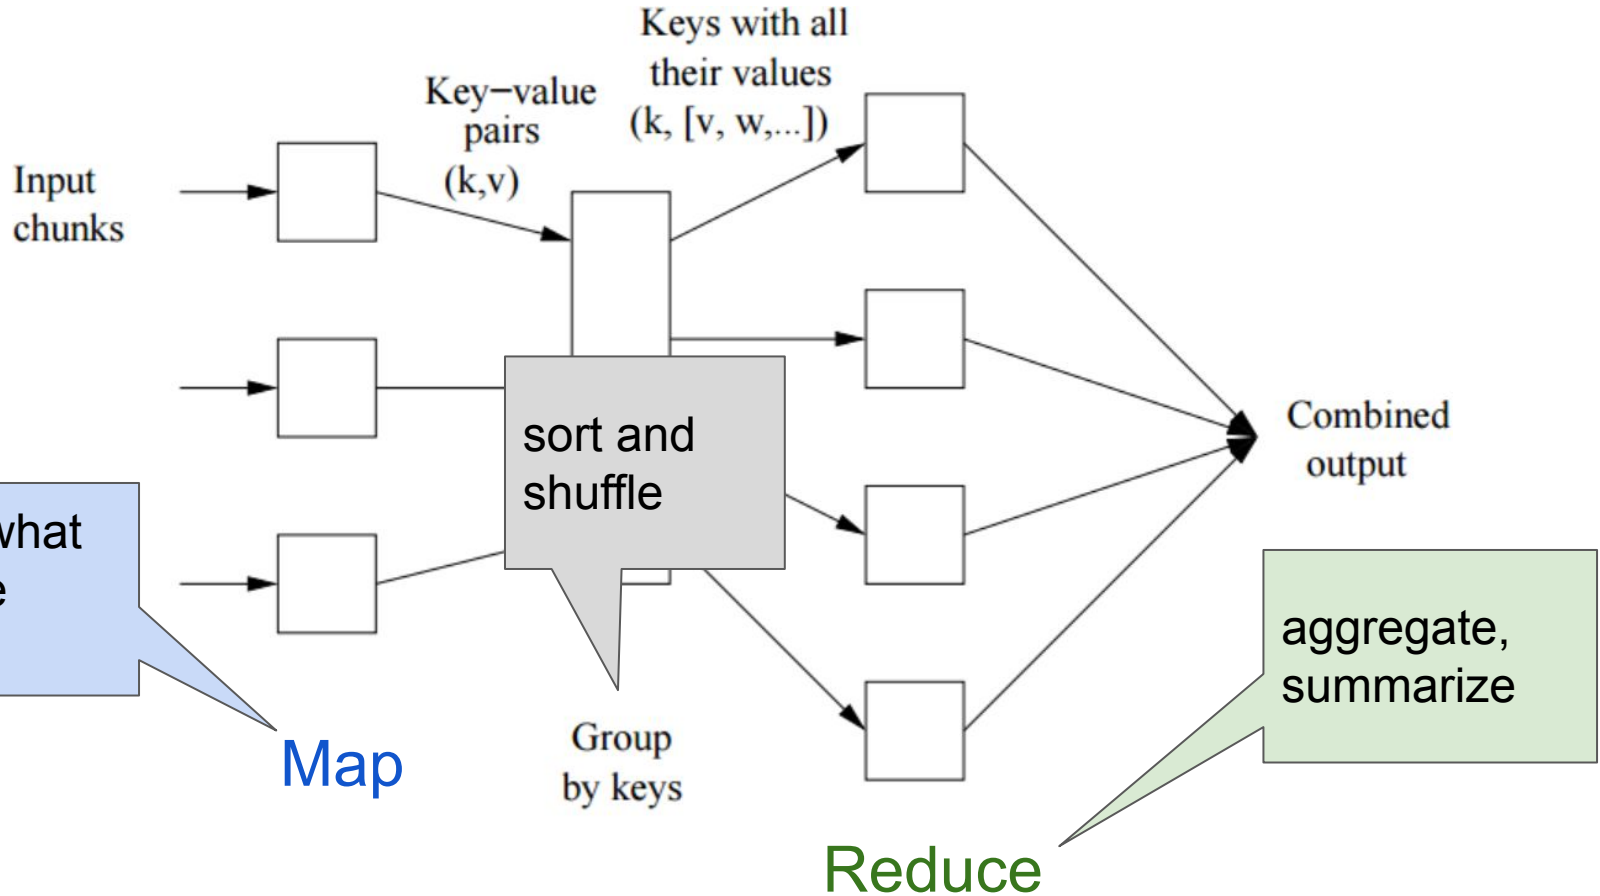 Keys with all
their values
(k, [v, w,...])
Key−value
pairs
(k,v)
Input
chunks
sort and
shuffle
what
Combined
output
aggregate,
summarize
Map
Group
by keys
Reduce